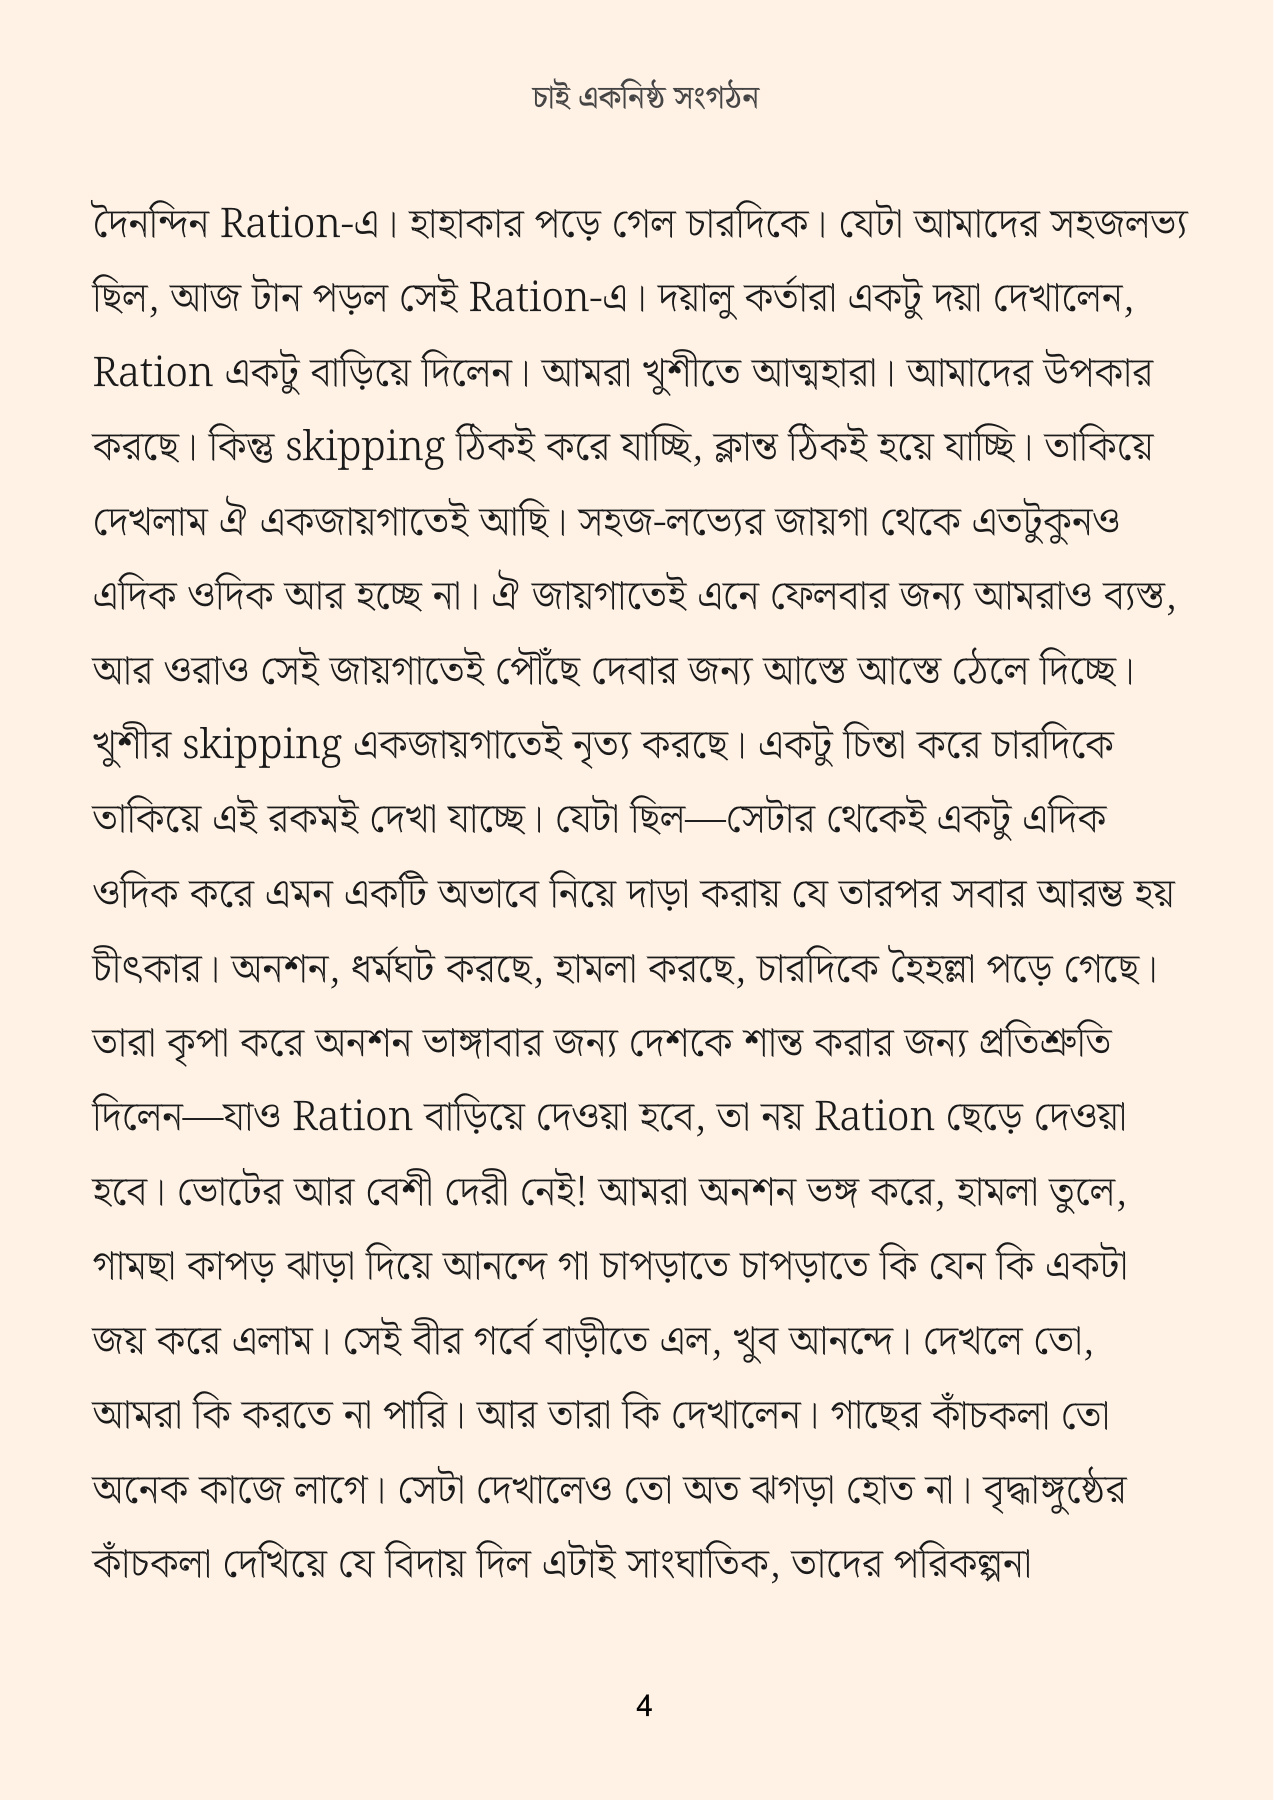 চাই একনিষ্ঠ সংগঠন
দৈনন্দিন Ration-এ। হাহাকার পড়ে গেল চারদিকে। যেটা আমাদের সহজলভ্য
ছিল, আজ টান পড়ল সেই Ration-এ। দয়ালু কর্তারা একটু দয়া দেখালেন,
Ration একটু বাড়িয়ে দিলেন। আমরা খুশীতে আত্মহারা। আমাদের উপকার
করছে। কিন্তু skipping ঠিকই করে যাচ্ছি, ক্লান্ত ঠিকই হয়ে যাচ্ছি। তাকিয়ে
দেখলাম ঐ একজায়গাতেই আছি। সহজ-লভ্যের জায়গা থেকে এতটুকুনও
এদিক ওদিক আর হচ্ছে না। ঐ জায়গাতেই এনে ফেলবার জন্য আমরাও ব্যস্ত,
আর ওরাও সেই জায়গাতেই পৌঁছে দেবার জন্য আস্তে আস্তে ঠেলে দিচ্ছে।
খুশীর skipping একজায়গাতেই নৃত্য করছে। একটু চিন্তা করে চারদিকে
তাকিয়ে এই রকমই দেখা যাচ্ছে। যেটা ছিল—সেটার থেকেই একটু এদিক
ওদিক করে এমন একটি অভাবে নিয়ে দাড়া করায় যে তারপর সবার আরম্ভ হয়
চীৎকার। অনশন, ধর্মঘট করছে, হামলা করছে, চারদিকে হৈহল্লা পড়ে গেছে।
তারা কৃপা করে অনশন ভাঙ্গাবার জন্য দেশকে শান্ত করার জন্য প্রতিশ্রুতি
দিলেন—যাও Ration বাড়িয়ে দেওয়া হবে, তা নয় Ration ছেড়ে দেওয়া
হবে। ভোটের আর বেশী দেরী নেই! আমরা অনশন ভঙ্গ করে, হামলা তুলে,
গামছা কাপড় ঝাড়া দিয়ে আনন্দে গা চাপড়াতে চাপড়াতে কি যেন কি একটা
জয় করে এলাম। সেই বীর গর্বে বাড়ীতে এল, খুব আনন্দে। দেখলে তো,
আমরা কি করতে না পারি। আর তারা কি দেখালেন। গাছের কাঁচকলা তো
অনেক কাজে লাগে। সেটা দেখালেও তো অত ঝগড়া হোত না। বৃদ্ধাঙ্গুষ্ঠের
কাঁচকলা দেখিয়ে যে বিদায় দিল এটাই সাংঘাতিক, তাদের পরিকল্পনা
4